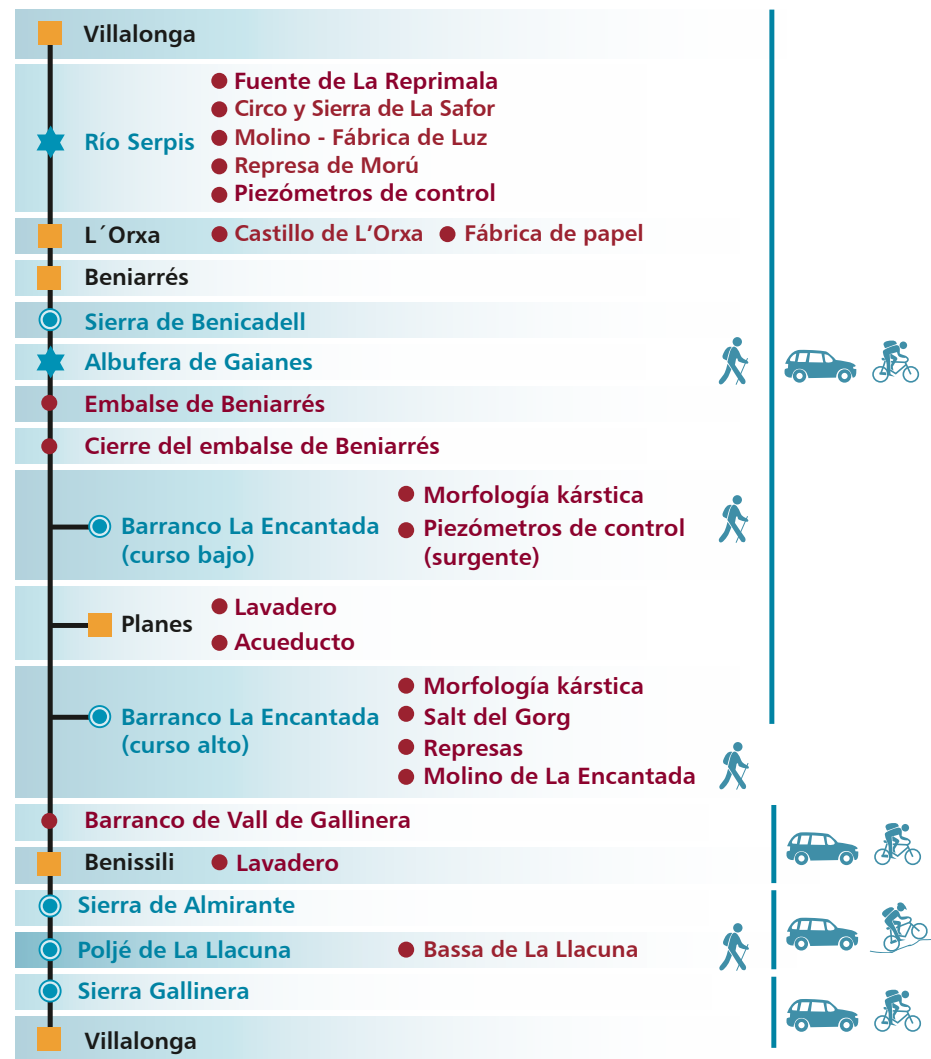 Villalonga
Río Serpis
Fuente de La Reprimala
Circo y Sierra de La Safor
Molino - Fábrica de Luz
Represa de Morú
Piezómetros de control
L´Orxa
Castillo de L’Orxa
Fábrica de papel
Beniarrés
Sierra de Benicadell
Albufera de Gaianes
Embalse de Beniarrés
Cierre del embalse de Beniarrés
Barranco La Encantada
(curso bajo)
Morfología kárstica
Piezómetros de control
(surgente)
Planes
Lavadero
Acueducto
Barranco La Encantada
(curso alto)
Morfología kárstica
Salt del Gorg
Represas
Molino de La Encantada
Barranco de Vall de Gallinera
Benissili
Lavadero
Sierra de Almirante
Poljé de La Llacuna
Bassa de La Llacuna
Sierra Gallinera
Villalonga